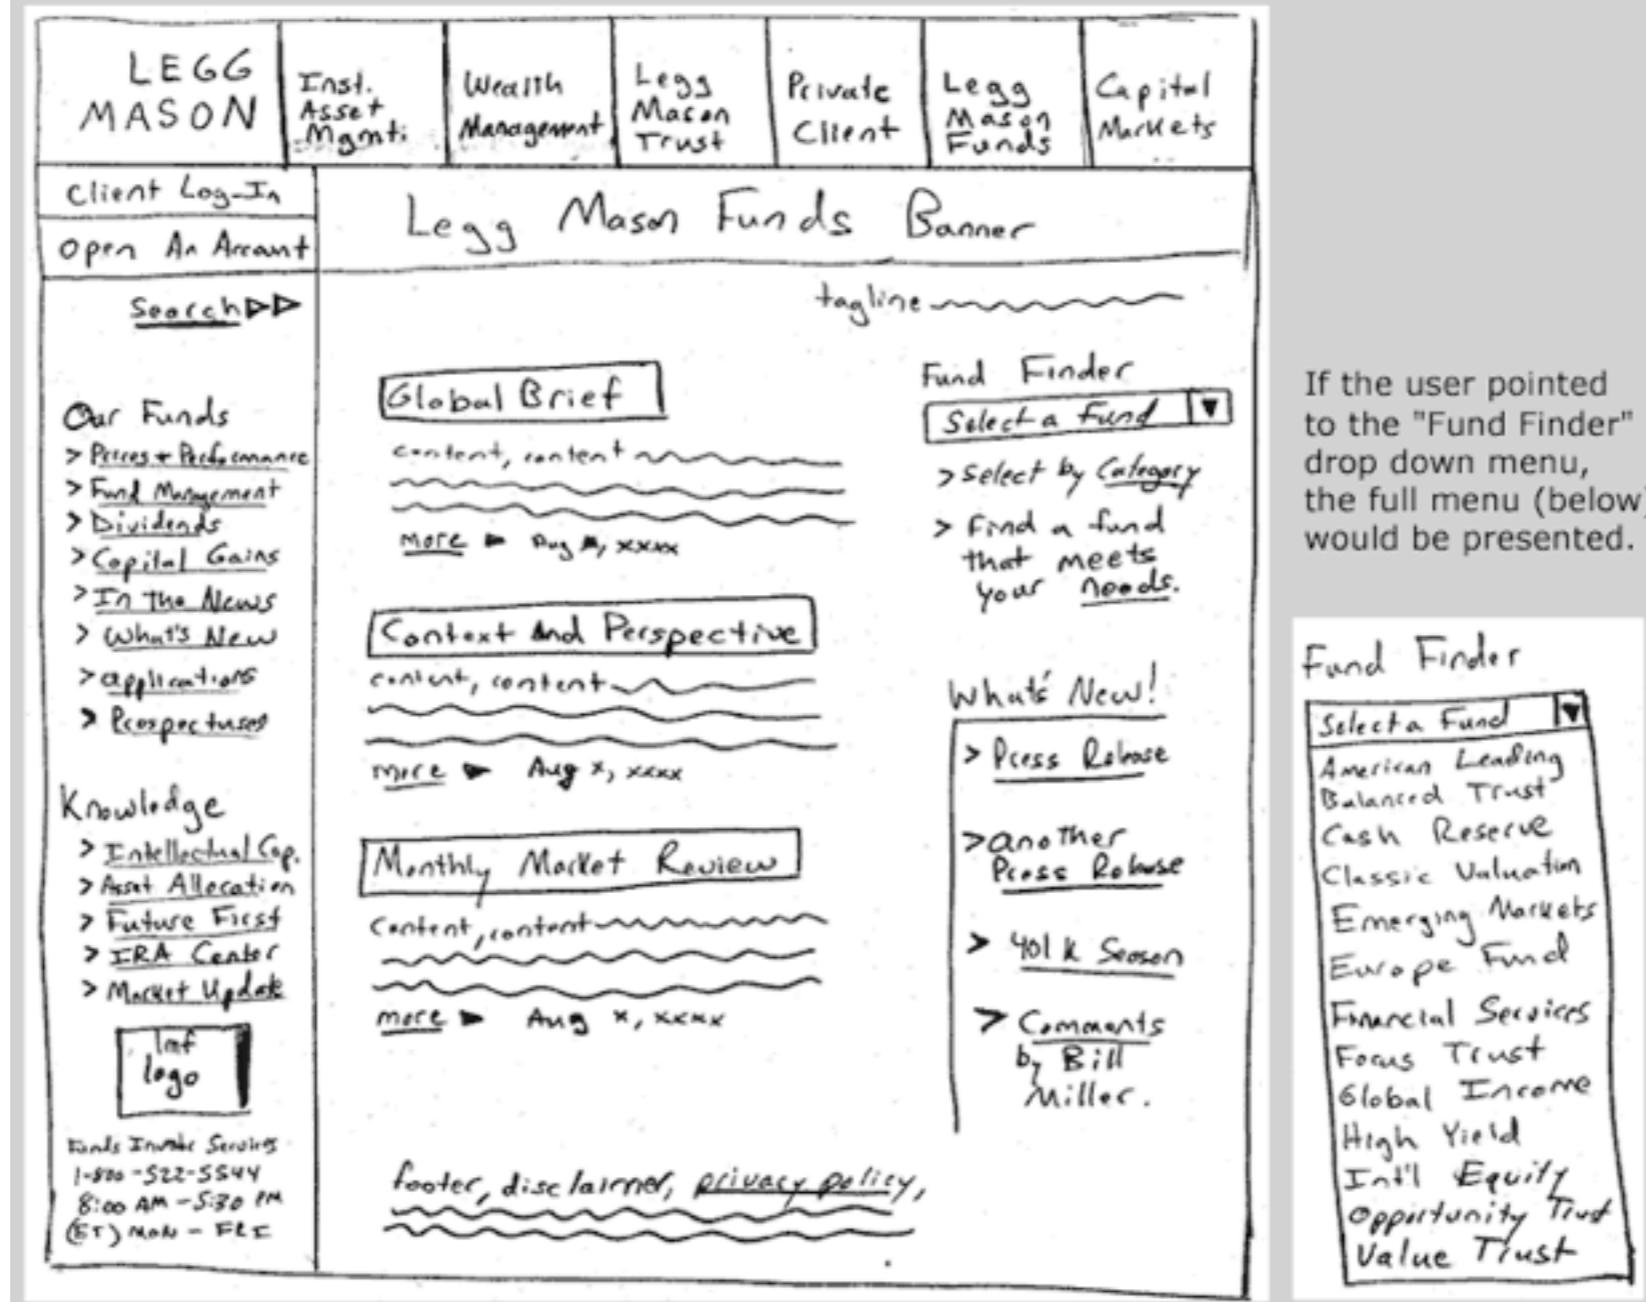 LEGG
MASON
Inst.
Asset
Mgmt.
Wealth
Management
Legg
Mason
Trust
Private
Client
Legg
Mason
Funds
Capital
Markets
Client Log-In
Open An Account
Search
Legg Mason Funds Banner
tagline
Our Funds
> Prices + Performance
> Fund Management
> Dividends
> Capital Gains
> In The News
> What's New
> applications
> Prospectuses
Knowledge
> Intellectual Cap.
> Asset Allocation
> Future First
> IRA Center
> Market Update
lmf
logo
Funds Investor Services
1-800-522-5544
8:00 AM - 5:30 PM
(ET) MON - FRI
Global Brief
content, content
more
Aug x, xxxx
Context And Perspective
content, content
more
Aug x, xxxx
Monthly Market Review
Content, content
more
Aug x, xxxx
footer, disclaimer, privacy policy,
Fund Finder
Select a Fund
> Select by Category
> Find a fund
that meets
your needs.
What's New!
> Press Release
> another
Press Release
> 401 k Season
> Comments
by Bill
Miller.
If the user pointed
to the "Fund Finder"
drop down menu,
the full menu (below)
would be presented.
Fund Finder
Select a Fund
American Leading
Balanced Trust
Cash Reserve
Classic Valuation
Emerging Markets
Europe Fund
Financial Services
Focus Trust
Global Income
High Yield
Int'l Equity
Opportunity Trust
Value Trust